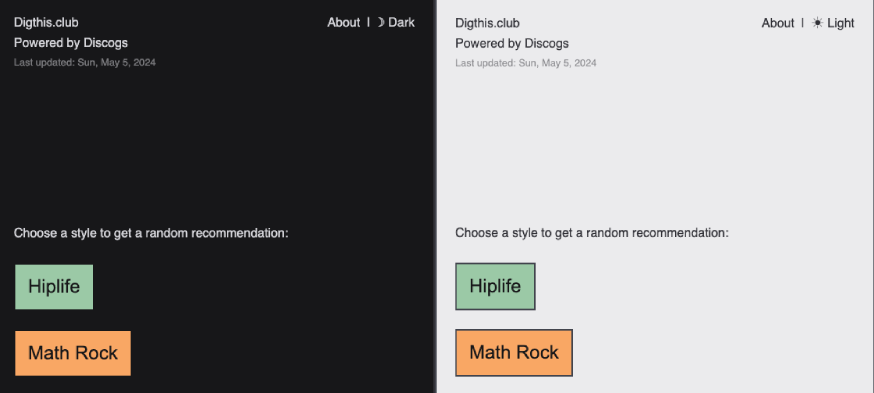 Digthis.club
About | ☽ Dark
Powered by Discogs
Last updated: Sun, May 5, 2024
Choose a style to get a random recommendation:
Hiplife
Math Rock
Digthis.club
About | ☀ Light
Powered by Discogs
Last updated: Sun, May 5, 2024
Choose a style to get a random recommendation:
Hiplife
Math Rock